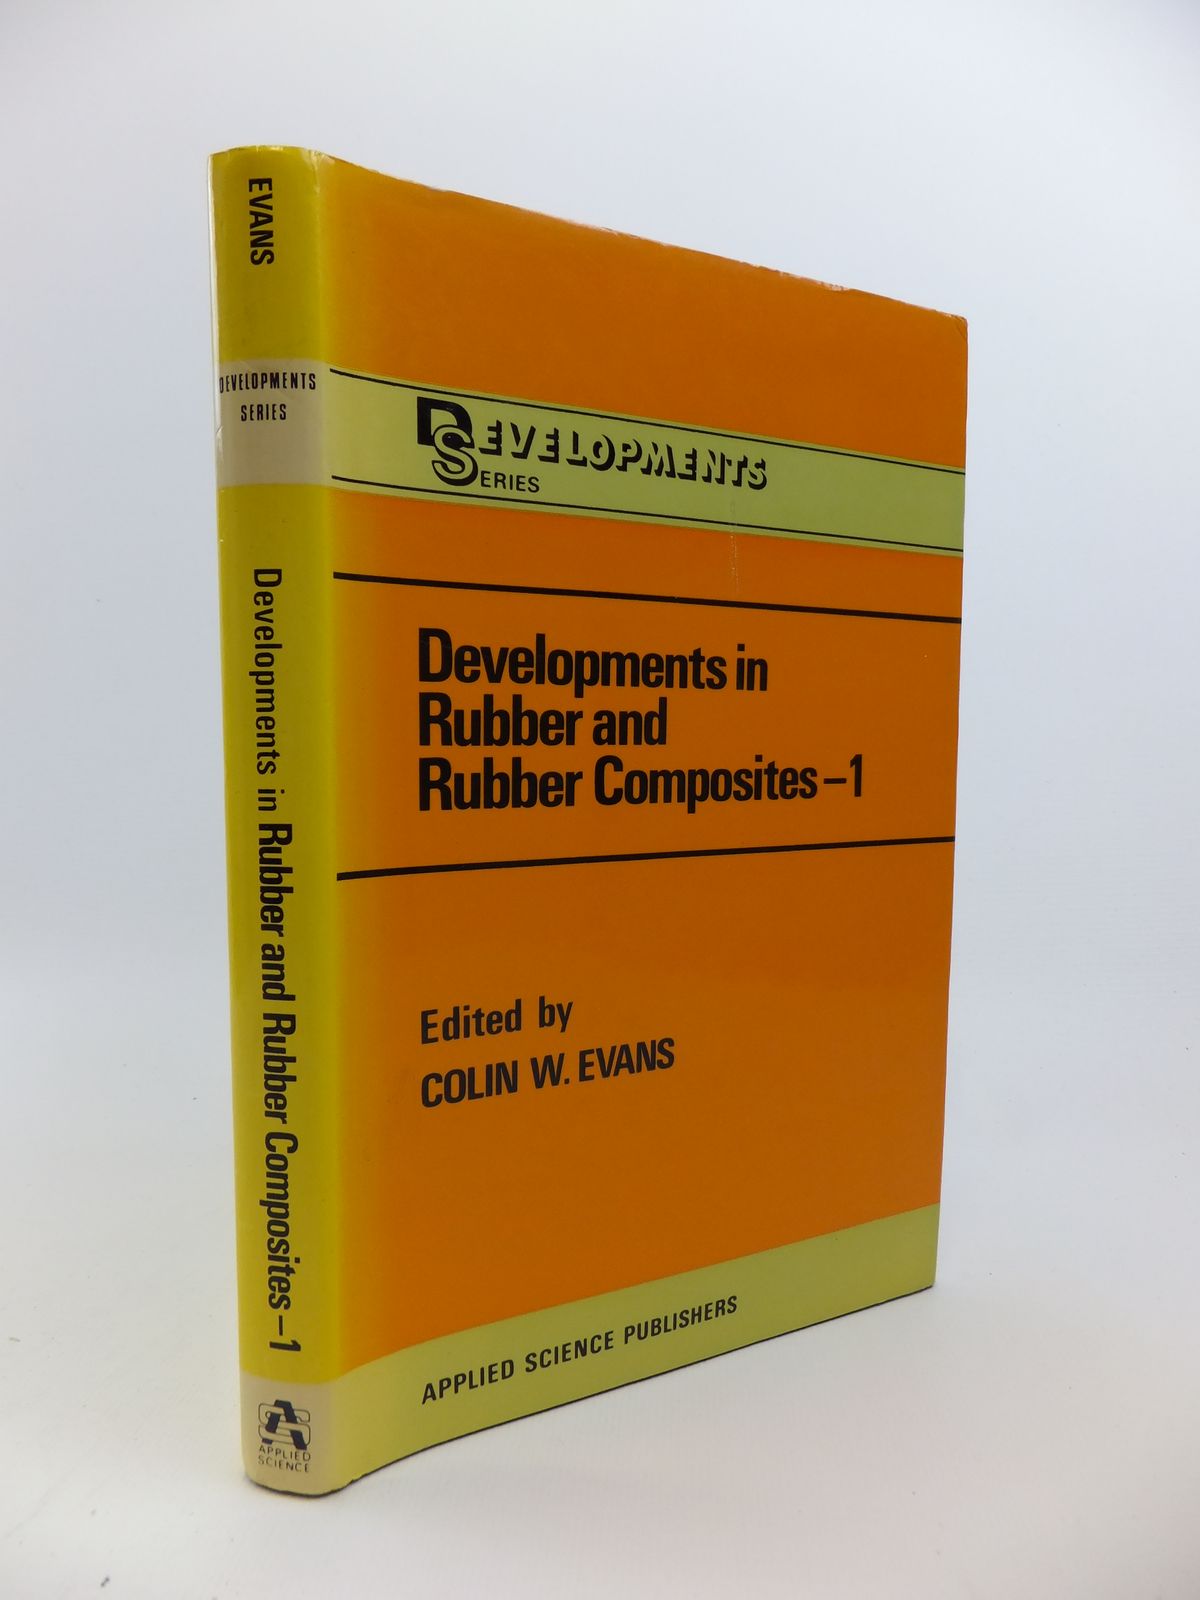 EVANS
DEVELOPMENTS
SERIES
Developments in Rubber and Rubber Composites–1
APPLIED
SCIENCE
DEVELOPMENTS
SERIES
Developments in
Rubber and
Rubber Composites–1
Edited by
COLIN W. EVANS
APPLIED SCIENCE PUBLISHERS